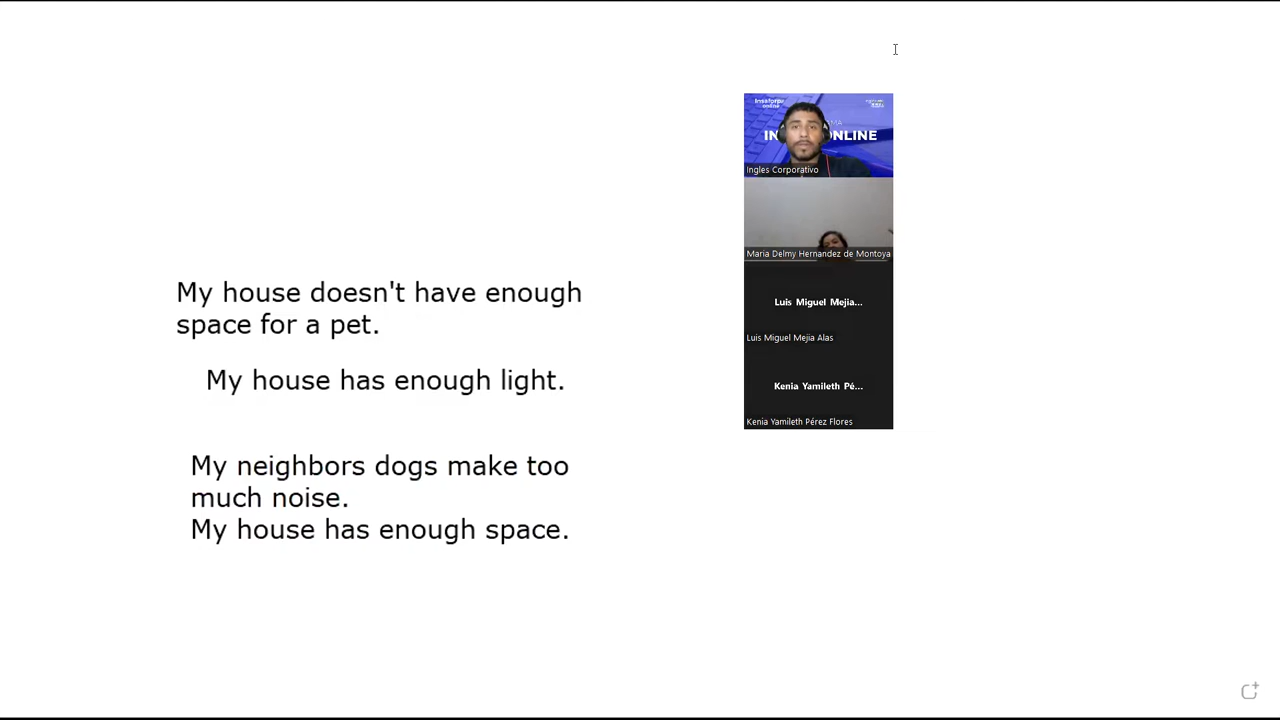 My house doesn't have enough
space for a pet.
My house has enough light.
My neighbors dogs make too
much noise.
My house has enough space.
Insaforp
online
Ingles Corporativo
Maria Delmy Hernandez de Montoya
Luis Miguel Mejia...
Luis Miguel Mejia Alas
Kenia Yamileth Pé...
Kenia Yamileth Pérez Flores